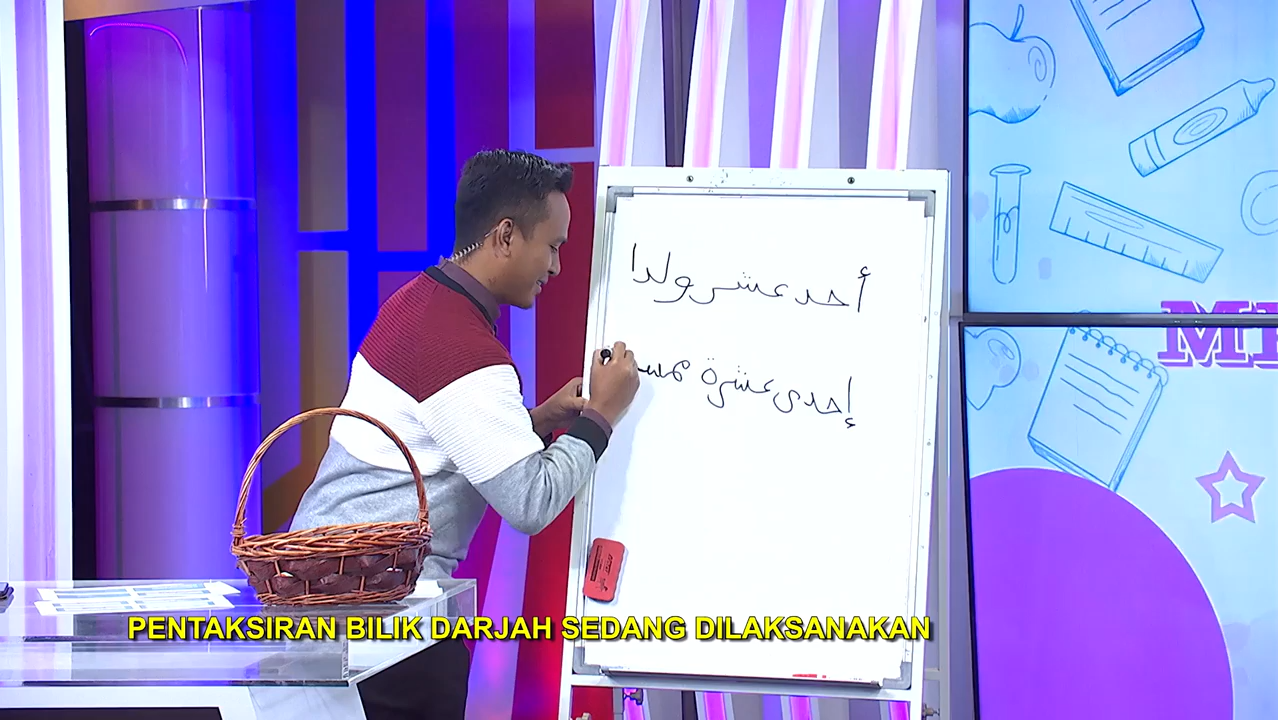 أحد عشر ولدا
إحدى عشرة
PENTAKSIRAN BILIK DARJAH SEDANG DILAKSANAKAN